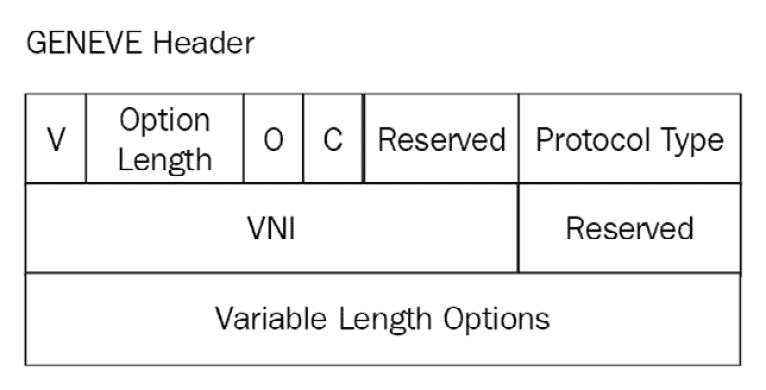 GENEVE Header
V
Option
Length
O
C
Reserved
Protocol Type
VNI
Reserved
Variable Length Options